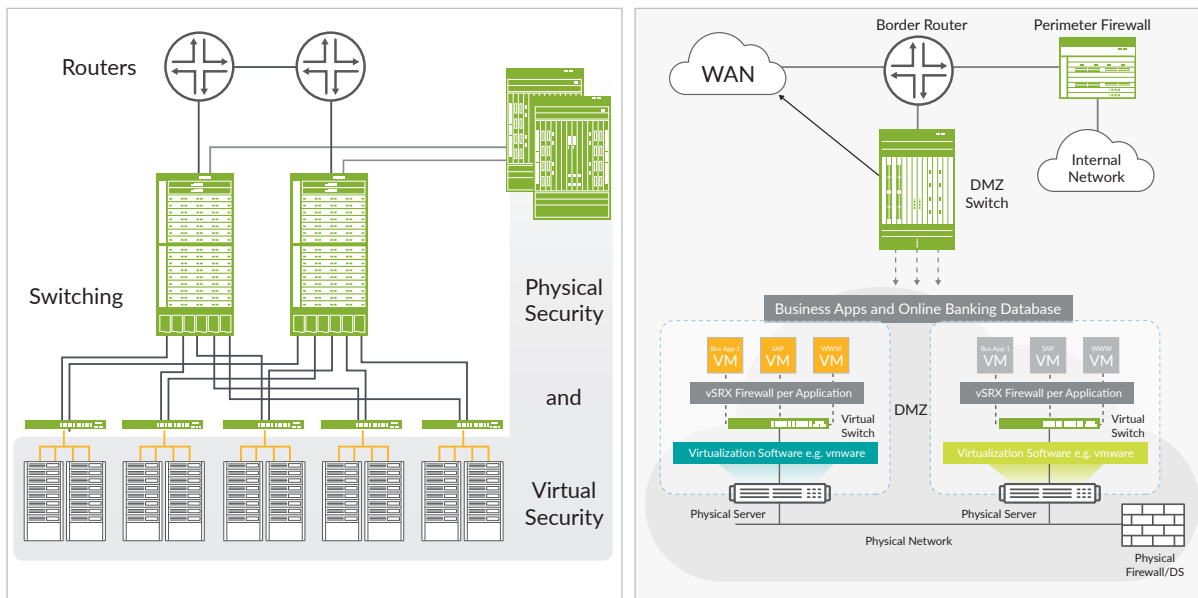 Routers
Switching
Physical
Security
and
Virtual
Security
Border Router
Perimeter Firewall
WAN
Internal
Network
DMZ
Switch
Business Apps and Online Banking Database
Bus App 1
VM
SAP
VM
WWW
VM
vSRX Firewall per Application
Virtual
Switch
Virtualization Software e.g. vmware
Physical Server
DMZ
Bus App 1
VM
SAP
VM
WWW
VM
vSRX Firewall per Application
Virtual
Switch
Virtualization Software e.g. vmware
Physical Server
Physical Network
Physical
Firewall/DS